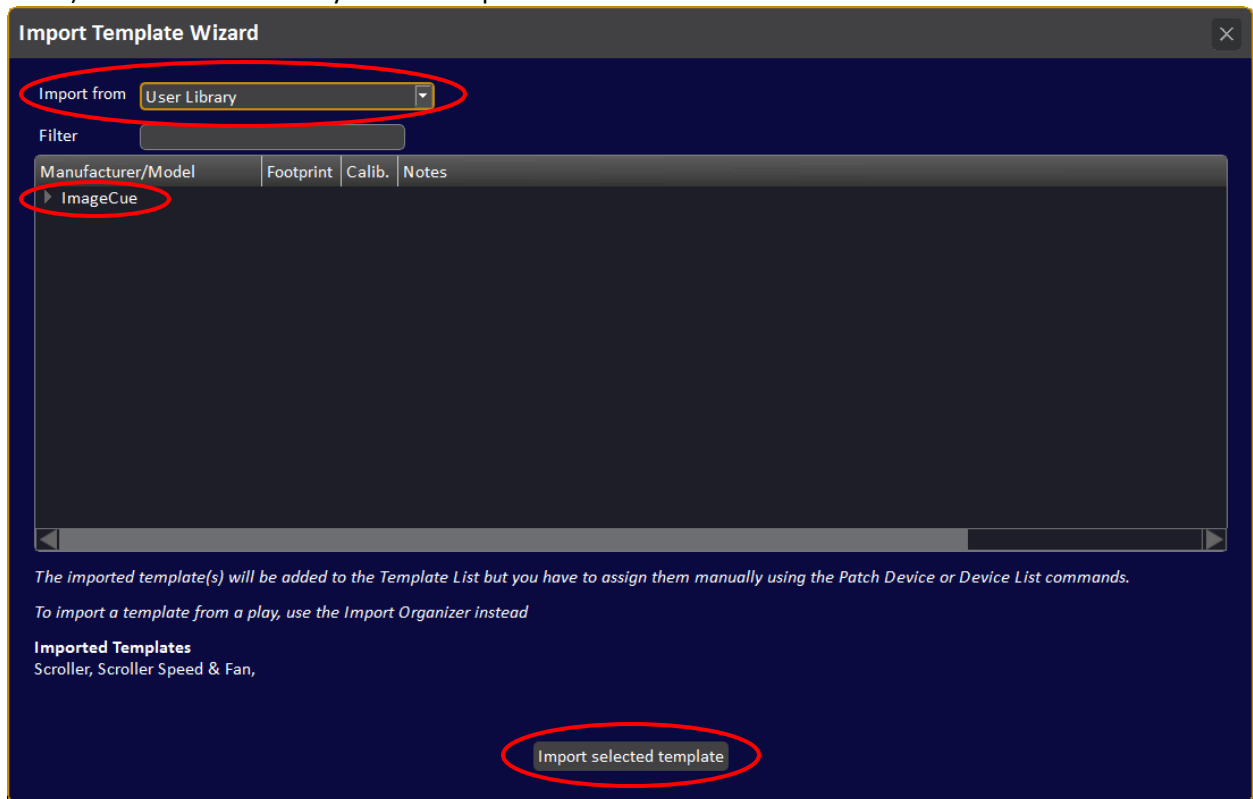 Import Template Wizard
Import from User Library
Filter
Manufacturer/Model Footprint Calib. Notes
ImageCue
The imported template(s) will be added to the Template List but you have to assign them manually using the Patch Device or Device List commands.
To import a template from a play, use the Import Organizer instead
Imported Templates
Scroller, Scroller Speed & Fan,
Import selected template